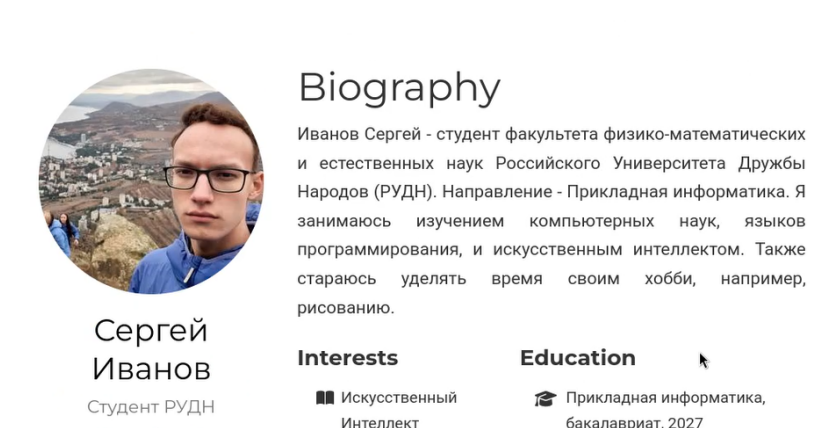 Biography
Иванов Сергей - студент факультета физико-математических
и естественных наук Российского Университета Дружбы
Народов (РУДН). Направление - Прикладная информатика. Я
занимаюсь изучением компьютерных наук, языков
программирования, и искусственным интеллектом. Также
стараюсь уделять время своим хобби, например,
рисованию.
Сергей
Иванов
Студент РУДН
Interests
Искусственный
Интеллект
Education
Прикладная информатика,
бакалавриат, 2027